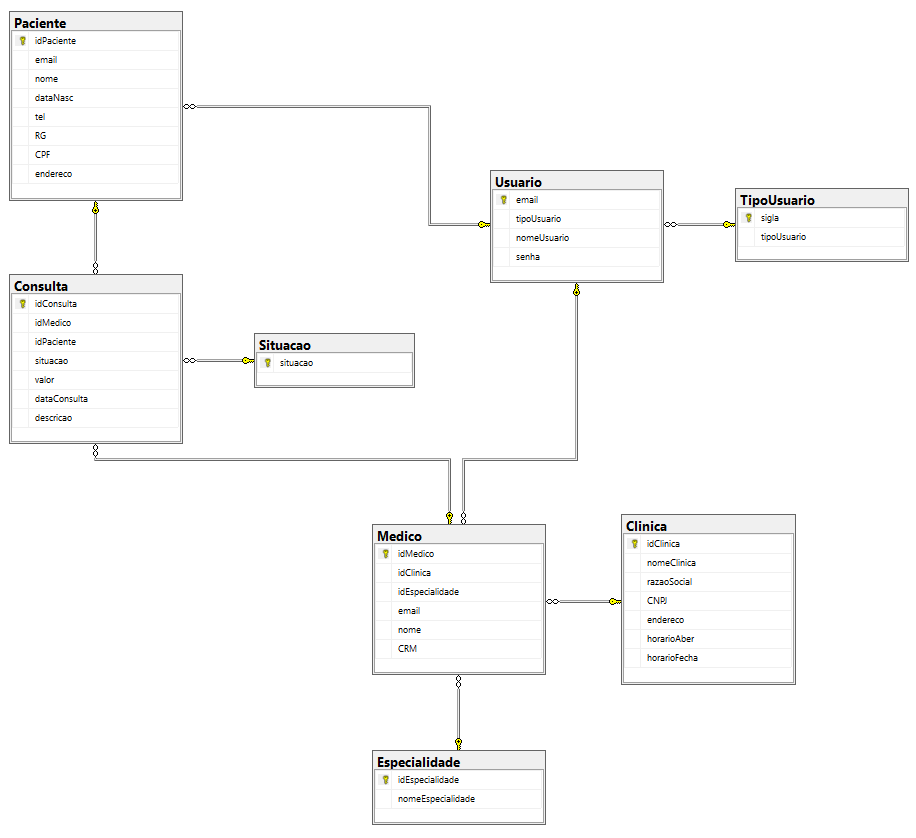 Paciente
idPaciente
email
nome
dataNasc
tel
RG
CPF
endereco
Usuario
email
tipoUsuario
nomeUsuario
senha
TipoUsuario
sigla
tipoUsuario
Consulta
idConsulta
idMedico
idPaciente
situacao
valor
dataConsulta
descricao
Situacao
situacao
Medico
idMedico
idClinica
idEspecialidade
email
nome
CRM
Clinica
idClinica
nomeClinica
razaoSocial
CNPJ
endereco
horarioAber
horarioFecha
Especialidade
idEspecialidade
nomeEspecialidade